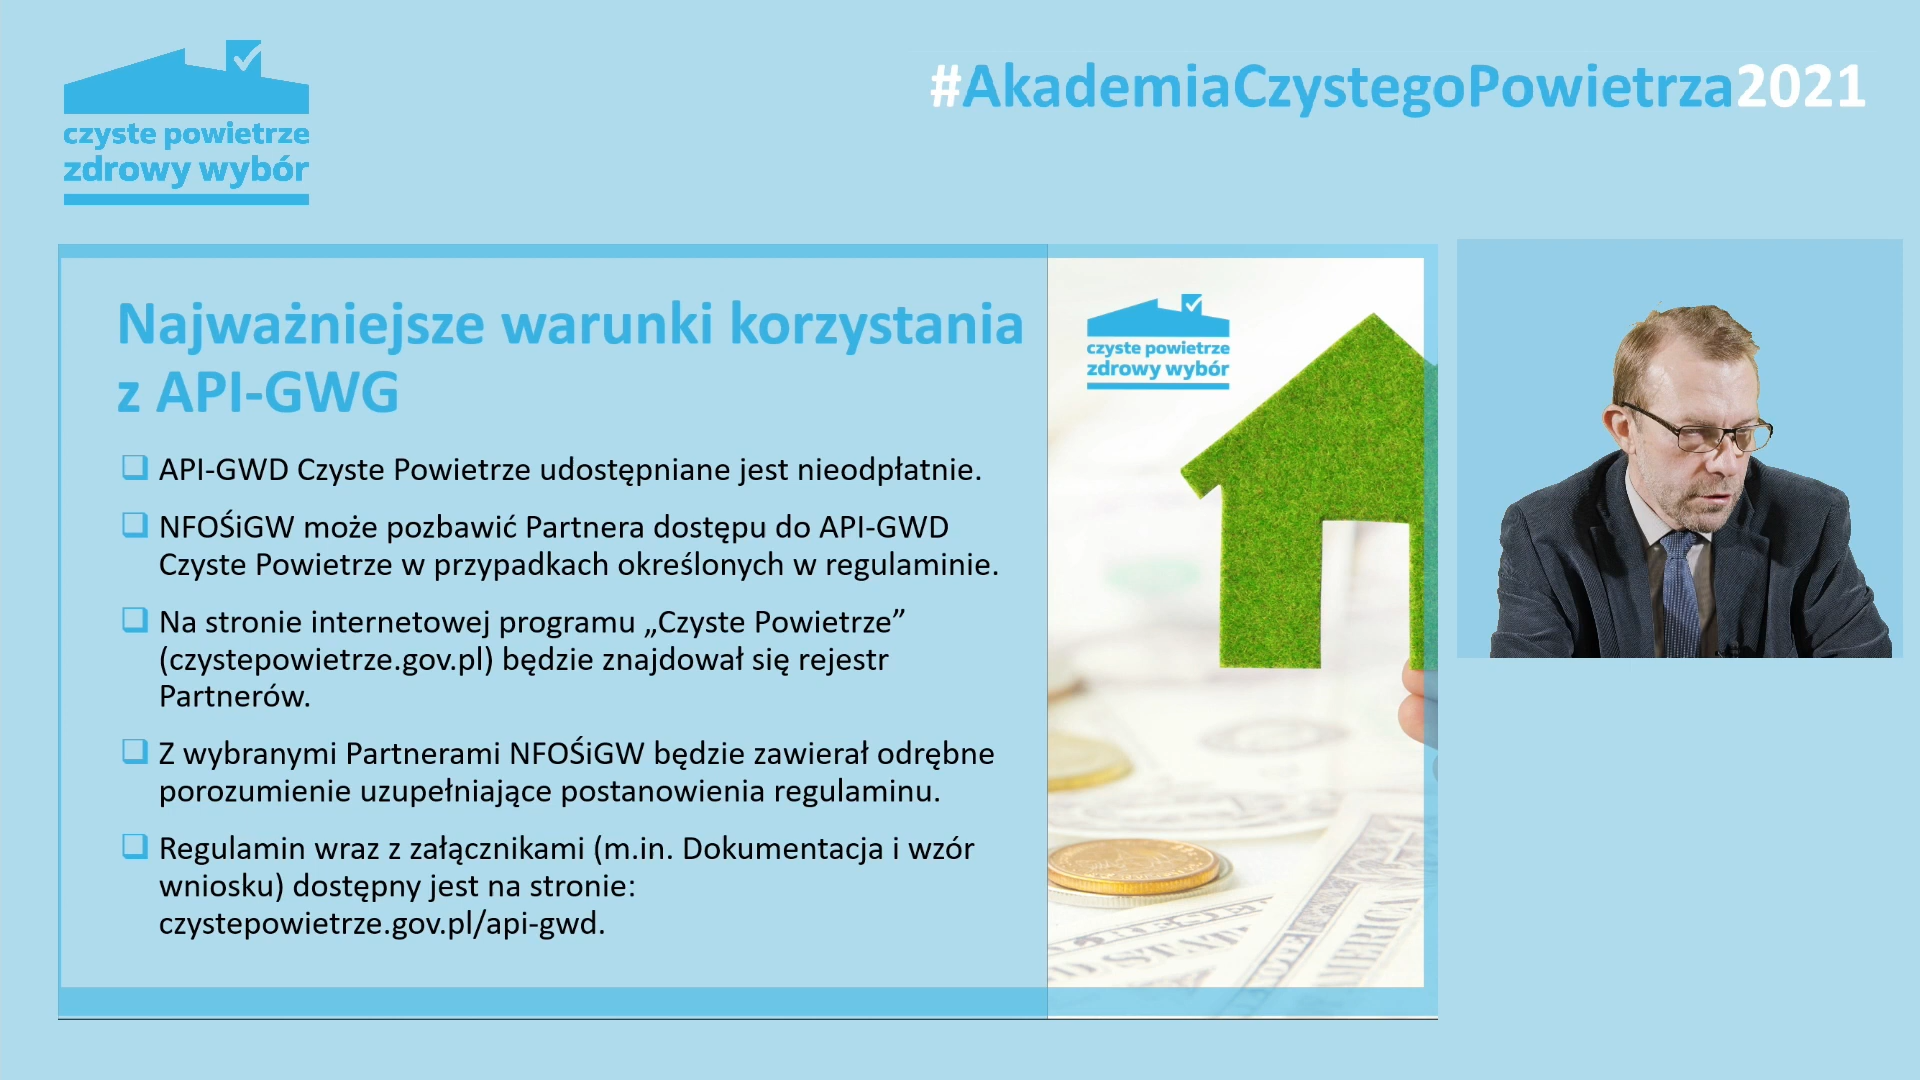 czyste powietrze
zdrowy wybór
#AkademiaCzystegoPowietrza2021
Najważniejsze warunki korzystania
z API-GWG
API-GWD Czyste Powietrze udostępniane jest nieodpłatnie.
NFOŚiGW może pozbawić Partnera dostępu do API-GWD
Czyste Powietrze w przypadkach określonych w regulaminie.
Na stronie internetowej programu „Czyste Powietrze”
(czystepowietrze.gov.pl) będzie znajdował się rejestr
Partnerów.
Z wybranymi Partnerami NFOŚiGW będzie zawierał odrębne
porozumienie uzupełniające postanowienia regulaminu.
Regulamin wraz z załącznikami (m.in. Dokumentacja i wzór
wniosku) dostępny jest na stronie:
czystepowietrze.gov.pl/api-gwd.
czyste powietrze
zdrowy wybór
AMERICA